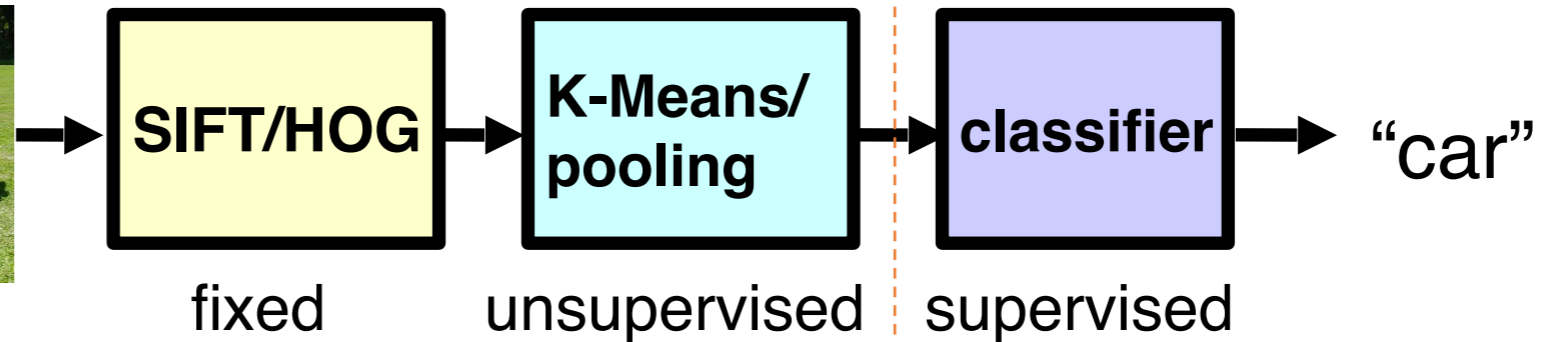 SIFT/HOG
K-Means/
pooling
classifier
“car”
fixed
unsupervised
supervised